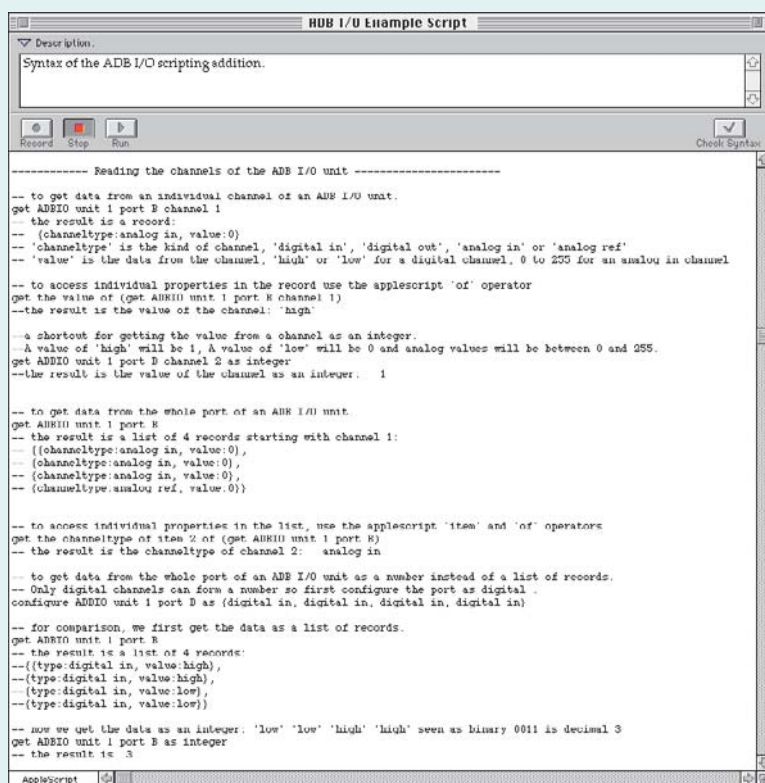 ADB I/O Example Script
Description:
Syntax of the ADB I/O scripting addition.
Record Stop Run Check Syntax
------------ Reading the channels of the ADB I/O unit -----------------------
-- to get data from an individual channel of an ADB I/O unit.
get ADBIO unit 1 port B channel 1
-- the result is a record:
-- {channeltype:analog in, value:0}
-- 'channeltype' is the kind of channel, 'digital in', 'digital out', 'analog in' or 'analog ref'
-- 'value' is the data from the channel, 'high' or 'low' for a digital channel, 0 to 255 for an analog in channel
-- to access individual properties in the record use the applescript 'of' operator
get the value of (get ADBIO unit 1 port B channel 1)
--the result is the value of the channel: 'high'
--a shortcut for getting the value from a channel as an integer.
--A value of 'high' will be 1, A value of 'low' will be 0 and analog values will be between 0 and 255.
get ADBIO unit 1 port B channel 2 as integer
--the result is the value of the channel as an integer. 1
-- to get data from the whole port of an ADB I/O unit
get ADBIO unit 1 port B
-- the result is a list of 4 records starting with channel 1:
-- {{channeltype:analog in, value:0},
-- {channeltype:analog in, value:0},
-- {channeltype:analog in, value:0},
-- {channeltype:analog ref, value:0}}
-- to access individual properties in the list, use the applescript 'item' and 'of' operators
get the channeltype of item 2 of (get ADBIO unit 1 port B)
-- the result is the channeltype of channel 2: analog in
-- to get data from the whole port of an ADB I/O unit as a number instead of a list of records.
-- Only digital channels can form a number so first configure the port as digital .
configure ADBIO unit 1 port B as {digital in, digital in, digital in, digital in}
-- for comparison, we first get the data as a list of records.
get ADBIO unit 1 port B
-- the result is a list of 4 records:
--{{type:digital in, value:high},
--{type:digital in, value:high},
--{type:digital in, value:low},
--{type:digital in, value:low}}
-- now we get the data as an integer: 'low' 'low' 'high' 'high' seen as binary 0011 is decimal 3
get ADBIO unit 1 port B as integer
-- the result is 3
AppleScript